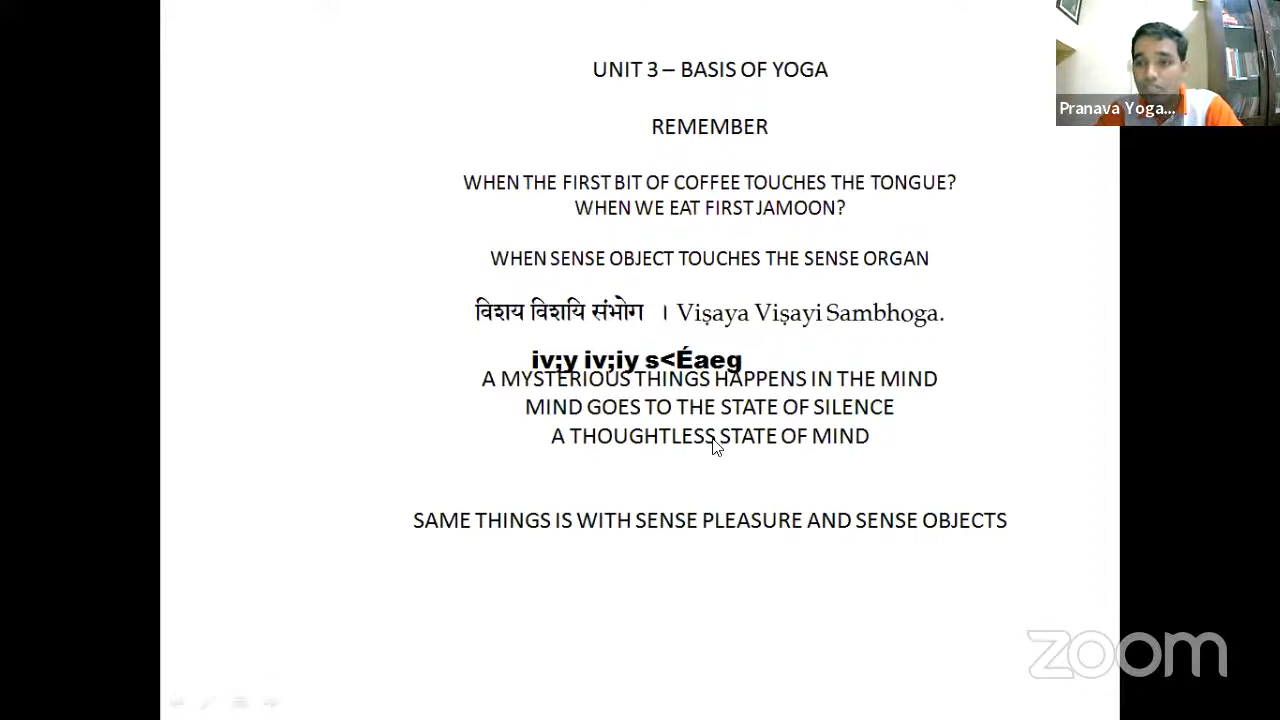 UNIT 3 – BASIS OF YOGA
Pranava Yoga...
REMEMBER
WHEN THE FIRST BIT OF COFFEE TOUCHES THE TONGUE?
WHEN WE EAT FIRST JAMOON?
WHEN SENSE OBJECT TOUCHES THE SENSE ORGAN
विशय विशयि संभोग । Viṣaya Viṣayi Sambhoga.
iv;y iv;iy s<Éaeg
A MYSTERIOUS THINGS HAPPENS IN THE MIND
MIND GOES TO THE STATE OF SILENCE
A THOUGHTLESS STATE OF MIND
SAME THINGS IS WITH SENSE PLEASURE AND SENSE OBJECTS
zoom